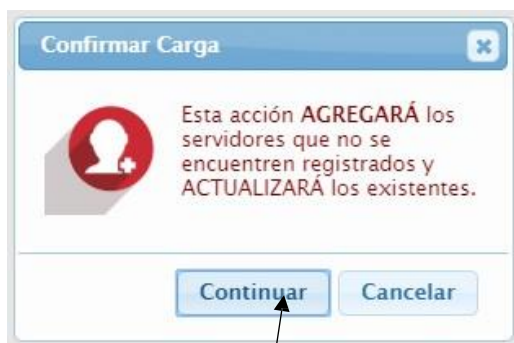 Confirmar Carga
Esta acción AGREGARÁ los
servidores que no se
encuentren registrados y
ACTUALIZARÁ los existentes.
Continuar Cancelar